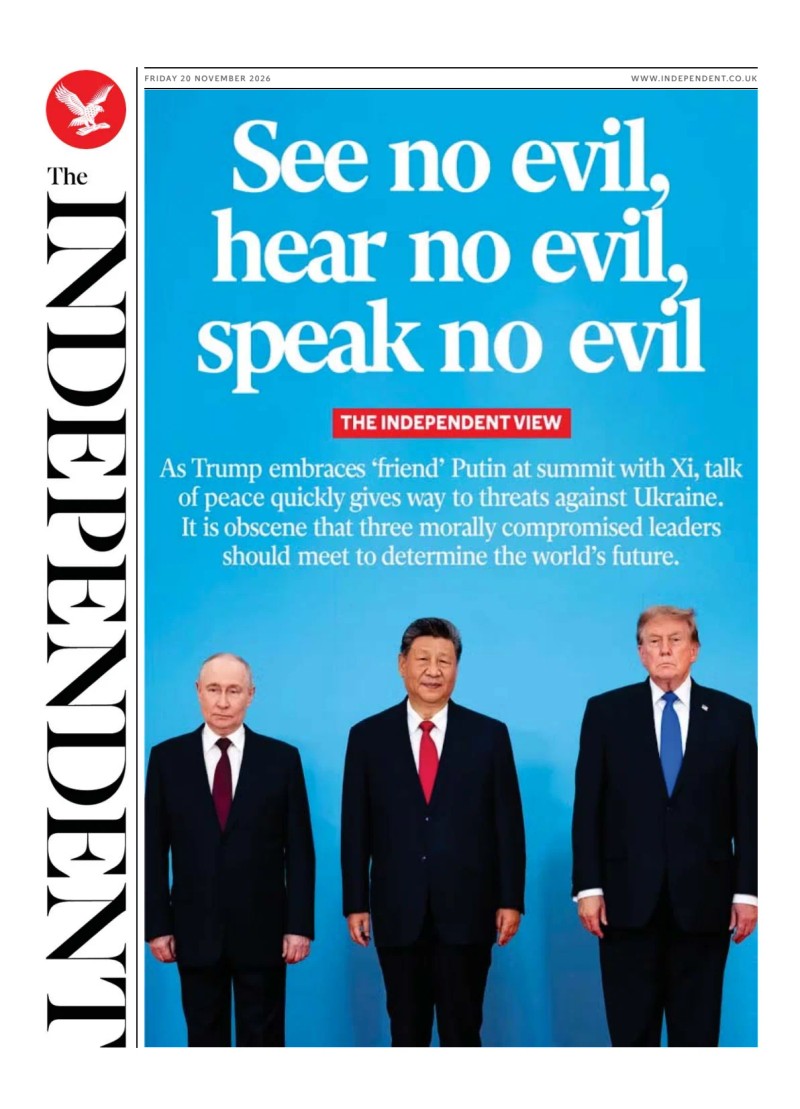 FRIDAY 20 NOVEMBER 2026
WWW.INDEPENDENT.CO.UK
The
INDEPENDENT
See no evil,
hear no evil,
speak no evil
THE INDEPENDENT VIEW
As Trump embraces ‘friend’ Putin at summit with Xi, talk
of peace quickly gives way to threats against Ukraine.
It is obscene that three morally compromised leaders
should meet to determine the world’s future.